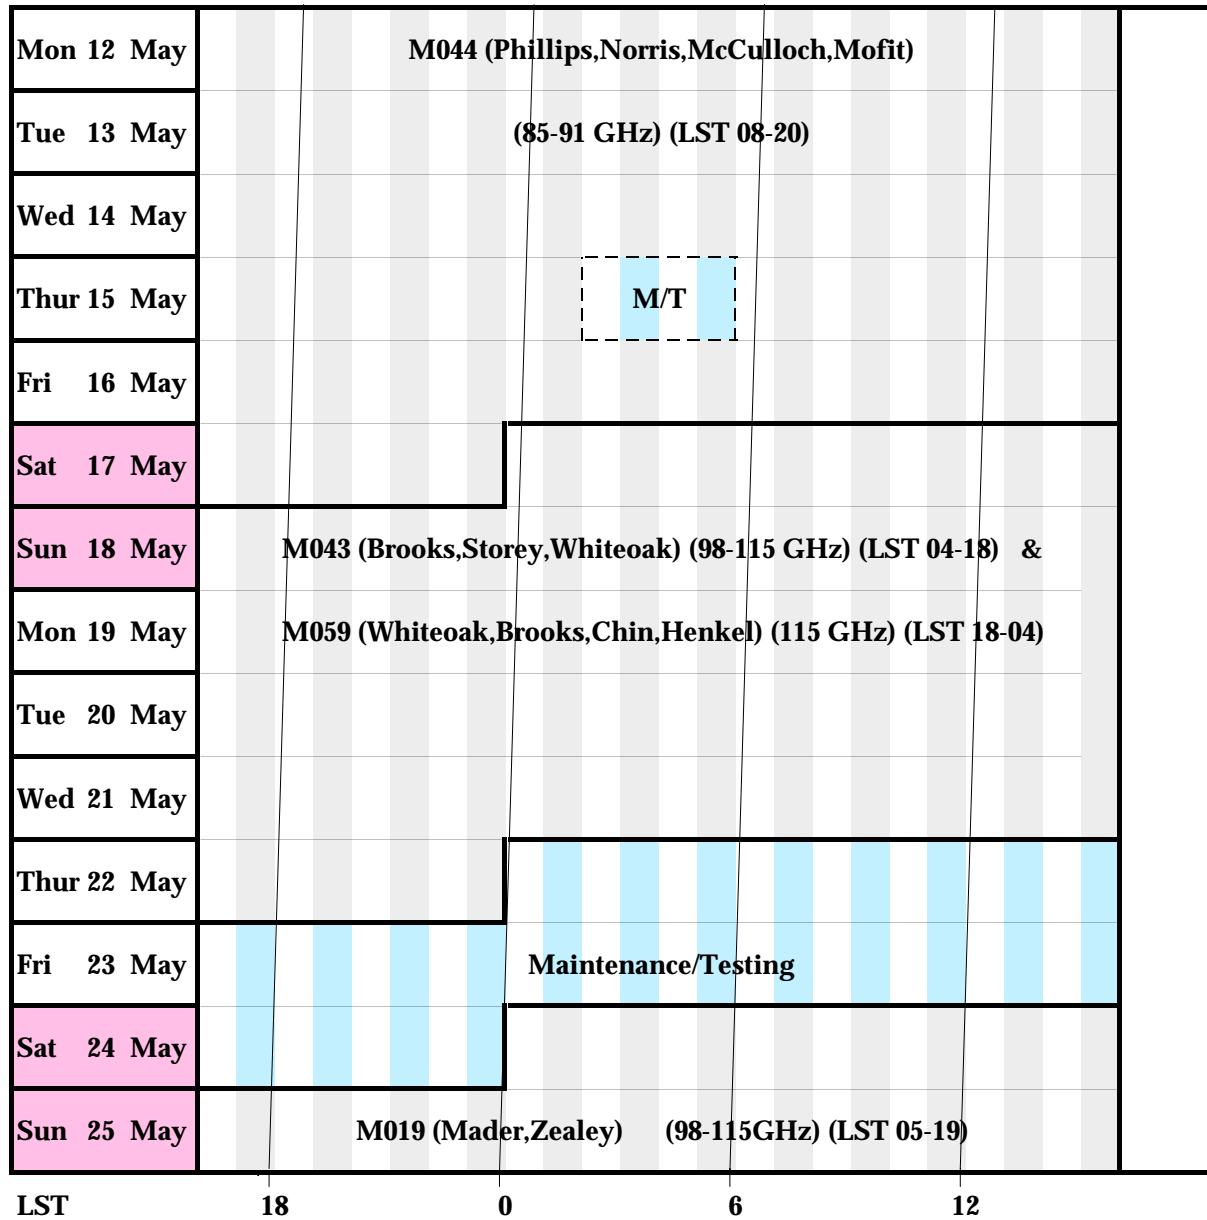 Mon 12 May M044 (Phillips,Norris,McCulloch,Mofit)
Tue 13 May (85-91 GHz) (LST 08-20)
Wed 14 May
Thur 15 May M/T
Fri 16 May
Sat 17 May
Sun 18 May M043 (Brooks,Storey,Whiteoak) (98-115 GHz) (LST 04-18) &
Mon 19 May M059 (Whiteoak,Brooks,Chin,Henkel) (115 GHz) (LST 18-04)
Tue 20 May
Wed 21 May
Thur 22 May
Fri 23 May Maintenance/Testing
Sat 24 May
Sun 25 May M019 (Mader,Zealey) (98-115GHz) (LST 05-19)
LST 18 0 6 12